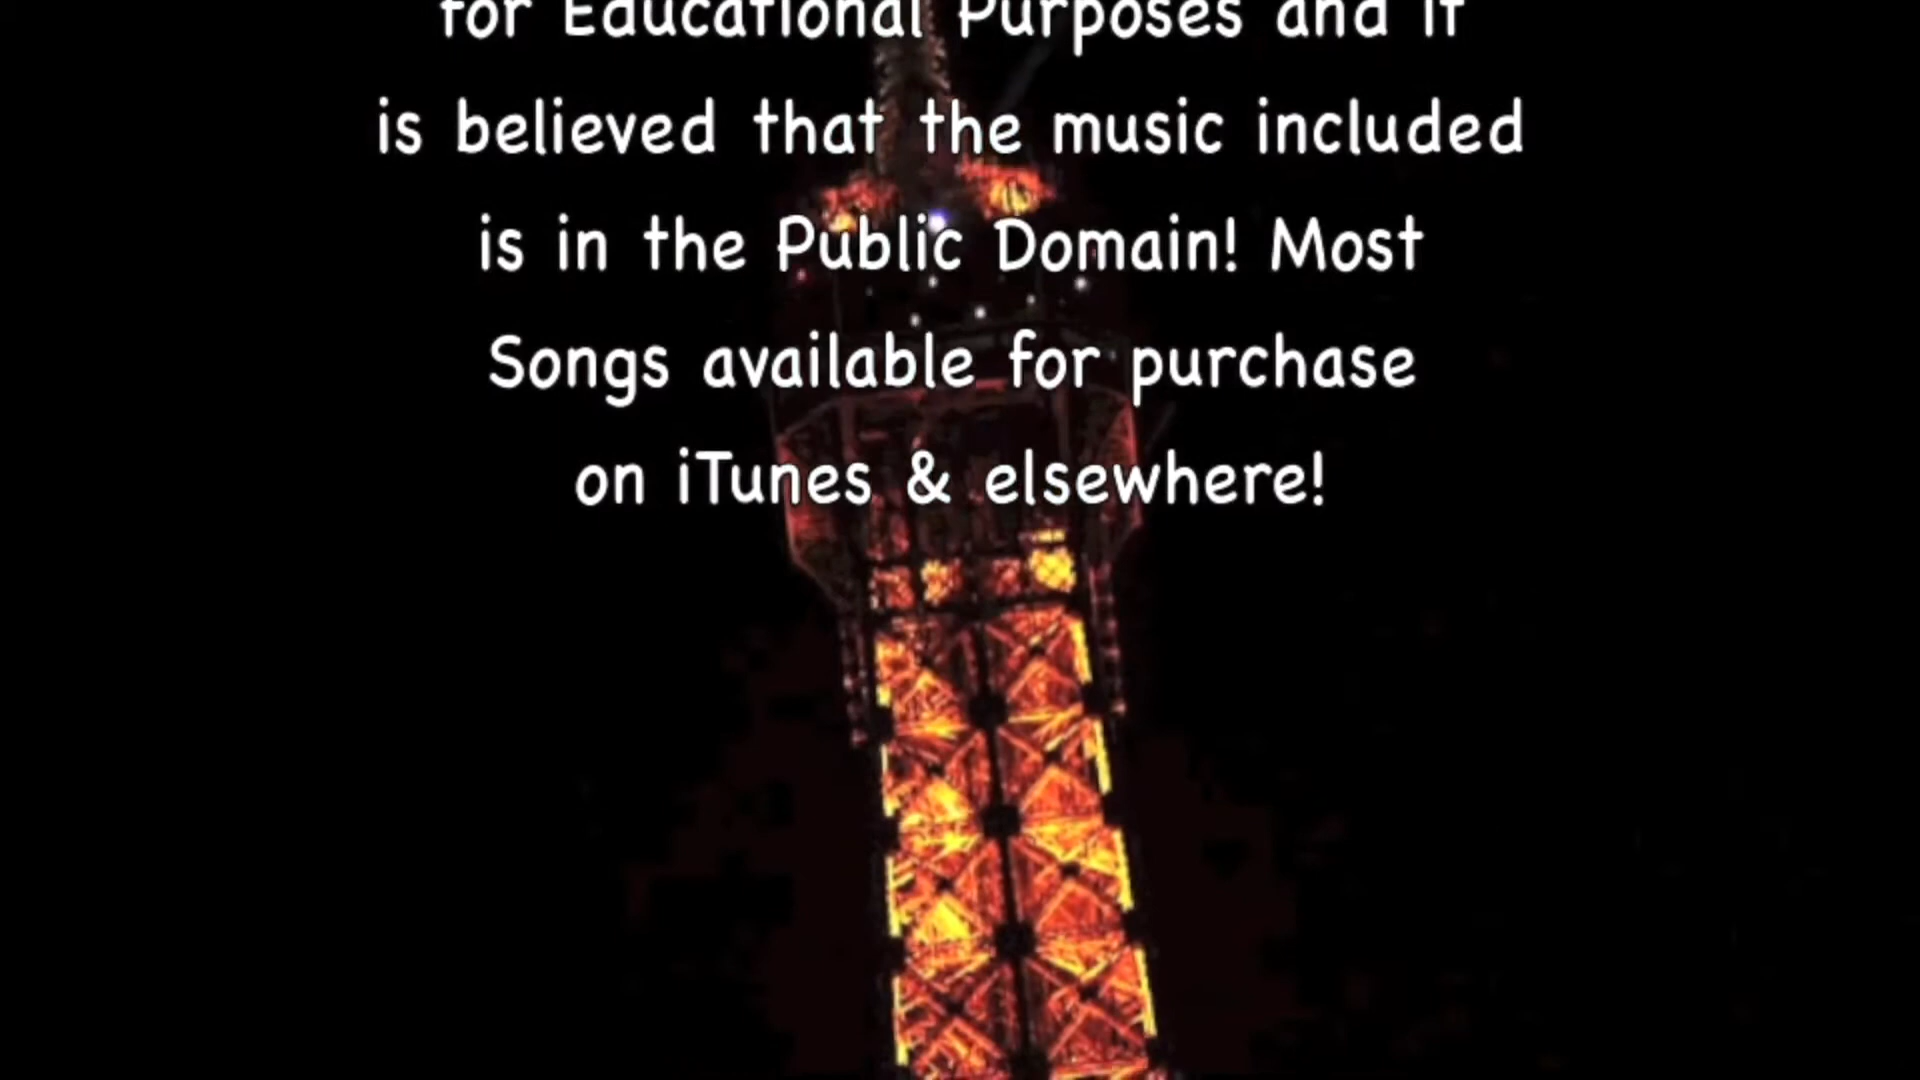 for Educational Purposes and it
is believed that the music included
is in the Public Domain! Most
Songs available for purchase
on iTunes & elsewhere!